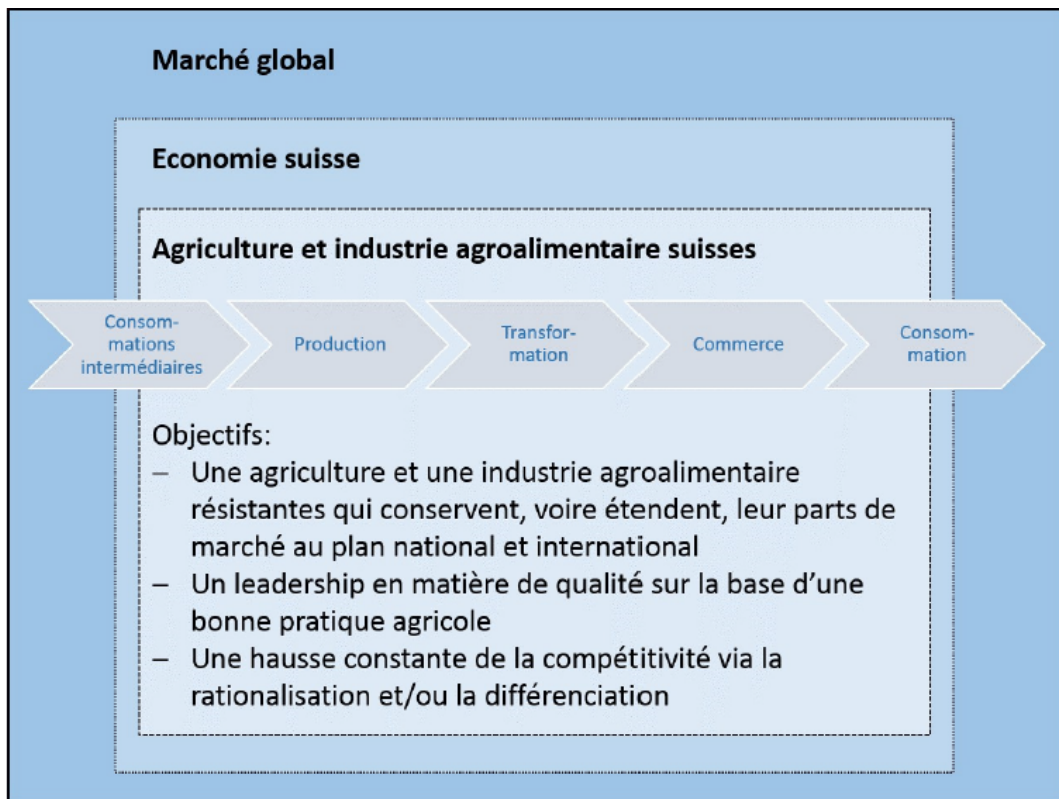 Marché global
Economie suisse
Agriculture et industrie agroalimentaire suisses
Consom-
mations
intermédiaires
Production
Transfor-
mation
Commerce
Consom-
mation
Objectifs:
– Une agriculture et une industrie agroalimentaire
résistantes qui conservent, voire étendent, leur parts de
marché au plan national et international
– Un leadership en matière de qualité sur la base d’une
bonne pratique agricole
– Une hausse constante de la compétitivité via la
rationalisation et/ou la différenciation